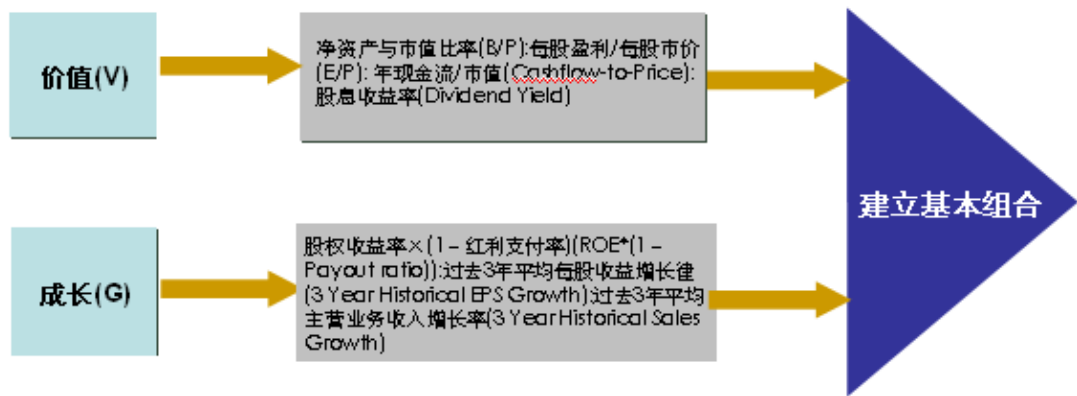 价值(V)
净资产与市值比率(B/P):每股盈利/每股市价
(E/P): 年现金流/市值(Cashflow-to-Price):
股息收益率(Dividend Yield)
建立基本组合
成长(G)
股权收益率×(1－红利支付率)(ROE*(1－
Payout ratio)):过去3年平均每股收益增长律
(3 Year Historical EPS Growth):过去3年平均
主营业务收入增长率(3 Year Historical Sales
Growth)